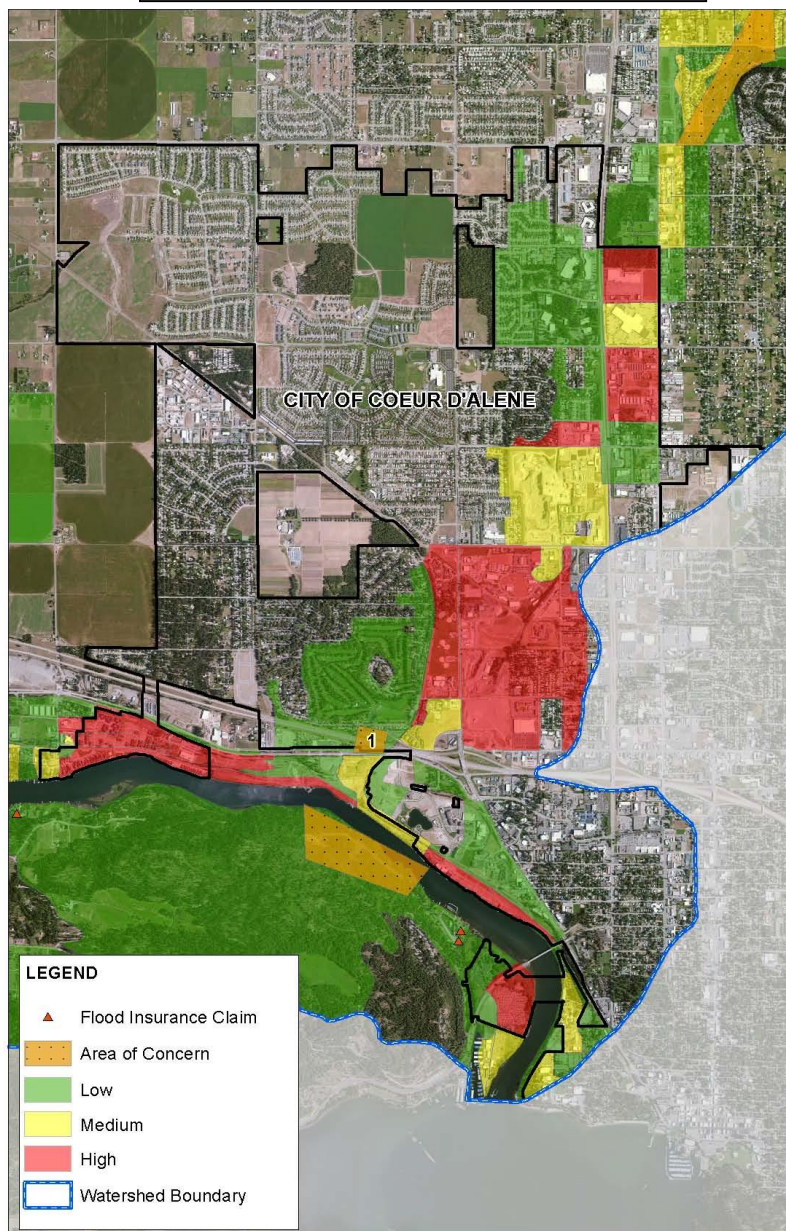 CITY OF COEUR D'ALENE
1
LEGEND
Flood Insurance Claim
Area of Concern
Low
Medium
High
Watershed Boundary